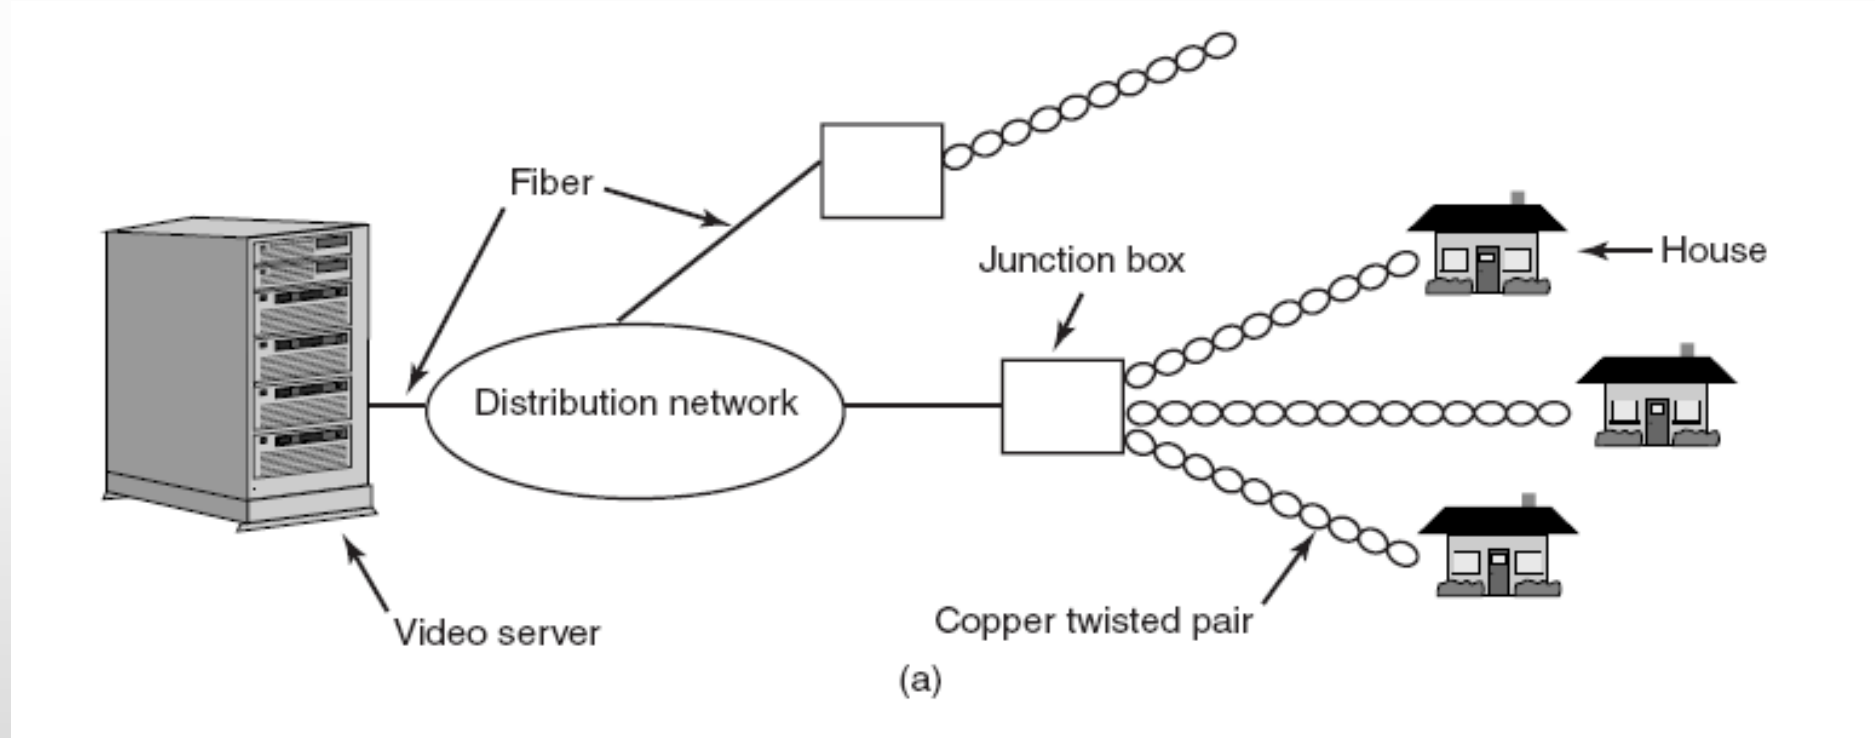 Fiber
Junction box
House
Distribution network
Copper twisted pair
Video server
(a)